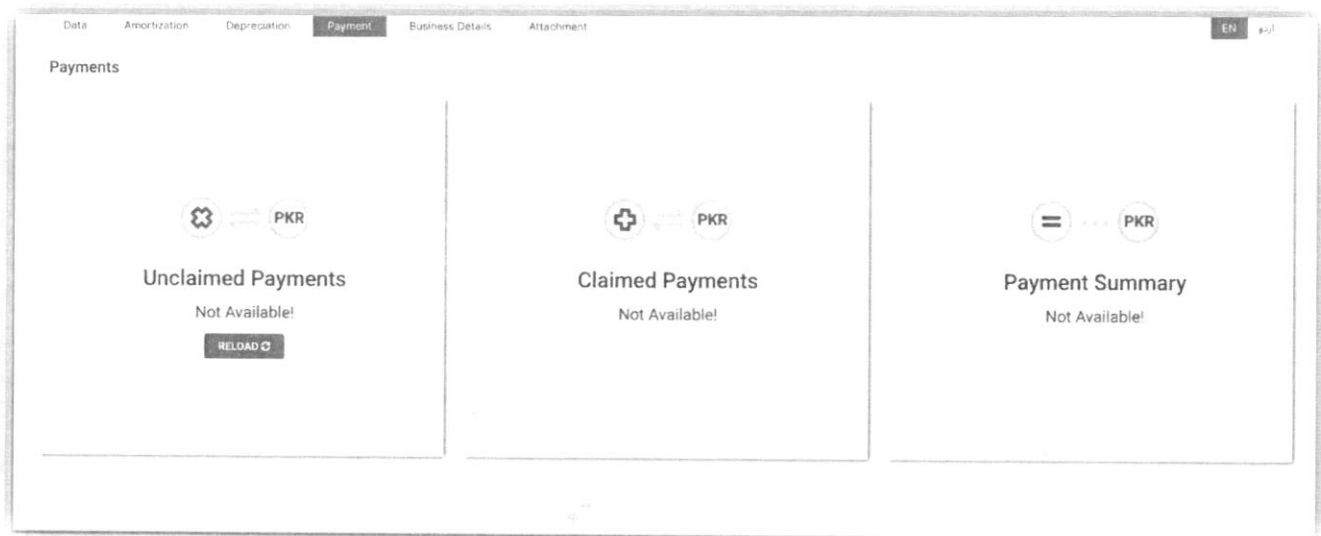 Data Amortization Depreciation Payment Business Details Attachment EN اردو
Payments
PKR PKR PKR
Unclaimed Payments Claimed Payments Payment Summary
Not Available! Not Available! Not Available!
RELOAD